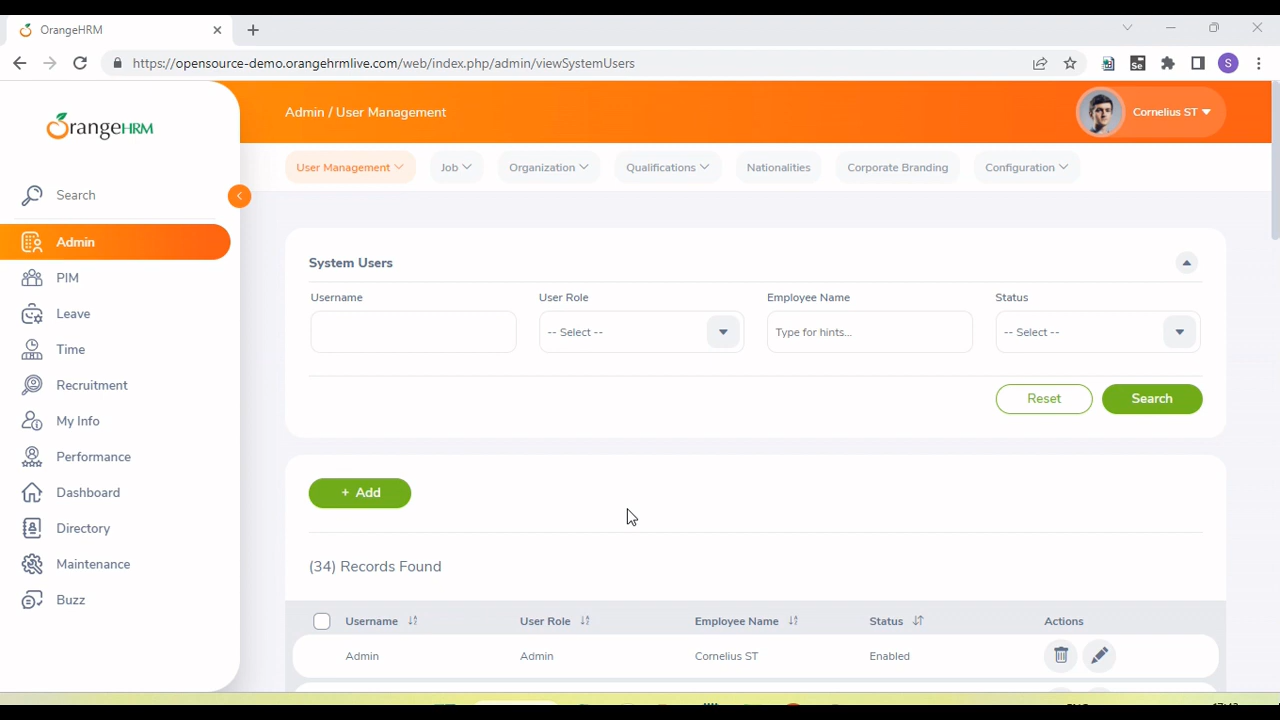 OrangeHRM
https://opensource-demo.orangehrmlive.com/web/index.php/admin/viewSystemUsers
S
OrangeHRM
Admin / User Management
Cornelius ST
User Management
Job
Organization
Qualifications
Nationalities
Corporate Branding
Configuration
Search
Admin
PIM
Leave
Time
Recruitment
My Info
Performance
Dashboard
Directory
Maintenance
Buzz
System Users
Username
User Role
Employee Name
Status
-- Select --
Type for hints...
-- Select --
Reset
Search
+ Add
(34) Records Found
Username
User Role
Employee Name
Status
Actions
Admin
Admin
Cornelius ST
Enabled